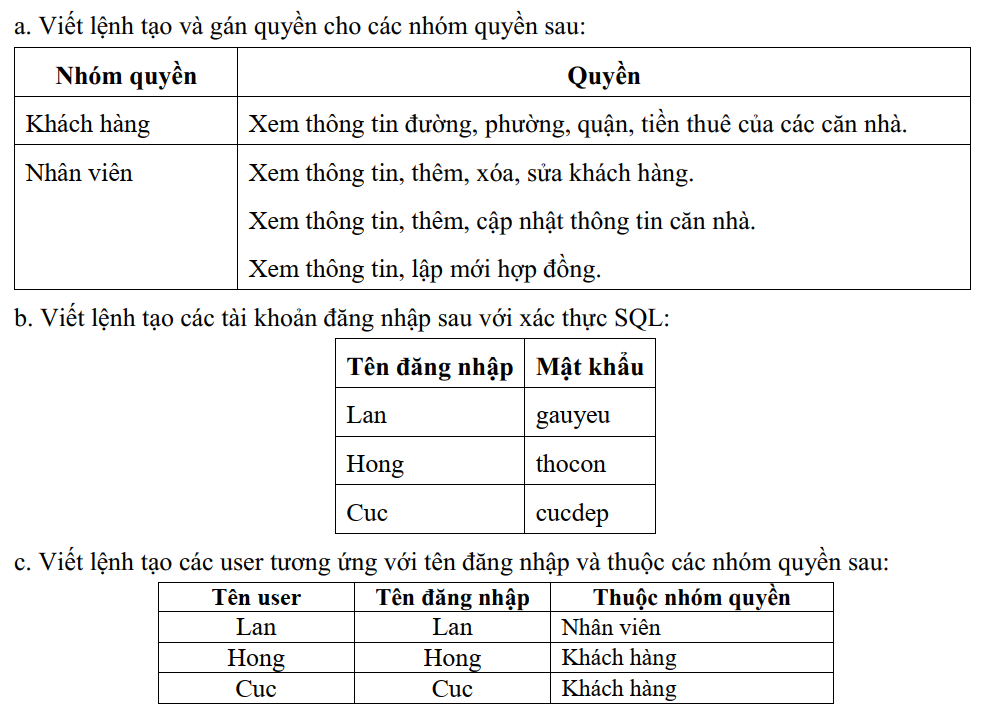 a. Viết lệnh tạo và gán quyền cho các nhóm quyền sau:
Nhóm quyền Quyền
Khách hàng Xem thông tin đường, phường, quận, tiền thuê của các căn nhà.
Nhân viên Xem thông tin, thêm, xóa, sửa khách hàng.
Xem thông tin, thêm, cập nhật thông tin căn nhà.
Xem thông tin, lập mới hợp đồng.
b. Viết lệnh tạo các tài khoản đăng nhập sau với xác thực SQL:
Tên đăng nhập Mật khẩu
Lan gauyeu
Hong thocon
Cuc cucdep
c. Viết lệnh tạo các user tương ứng với tên đăng nhập và thuộc các nhóm quyền sau:
Tên user Tên đăng nhập Thuộc nhóm quyền
Lan Lan Nhân viên
Hong Hong Khách hàng
Cuc Cuc Khách hàng